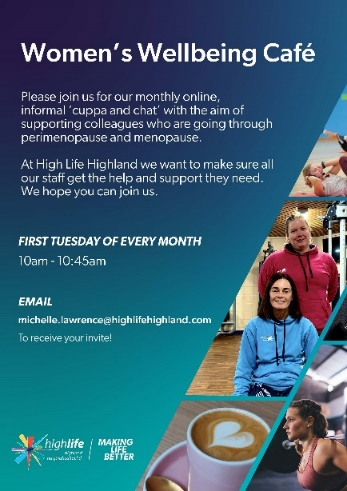 Women's Wellbeing Café
Please join us for our monthly online,
informal 'cuppa and chat' with the aim of
supporting colleagues who are going through
perimenopause and menopause.
At High Life Highland we want to make sure all
our staff get the help and support they need.
We hope you can join us.
FIRST TUESDAY OF EVERY MONTH
10am - 10:45am
EMAIL
michelle.lawrence@highlifehighland.com
To receive your invite!
highlife
MAKING
LIFE
BETTER